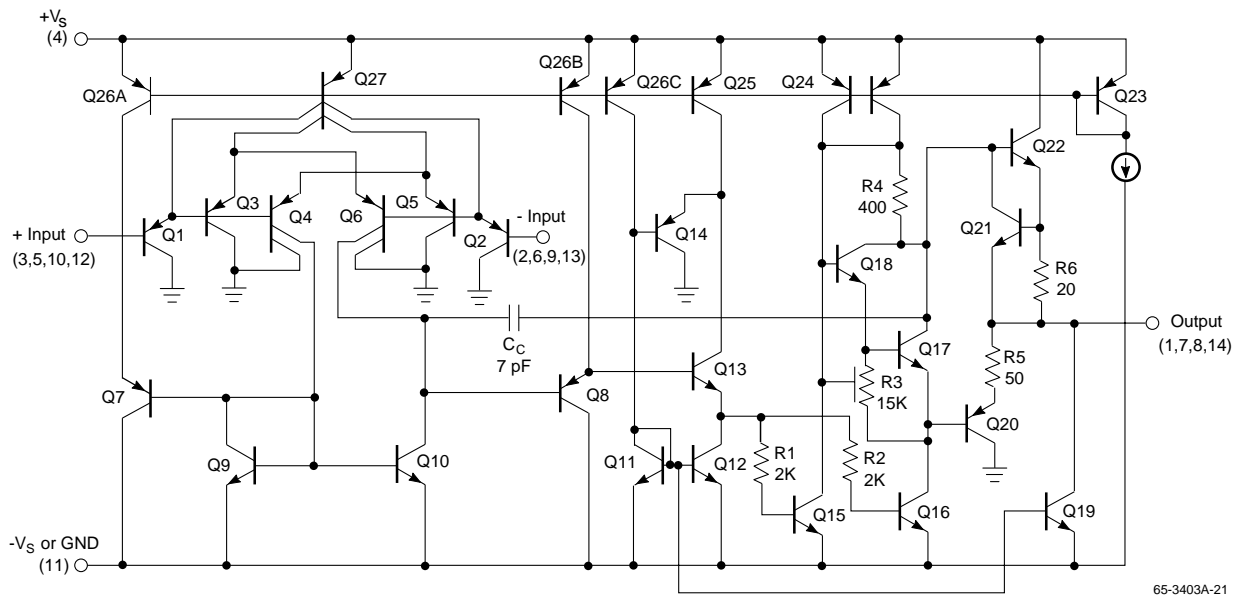 +VS
(4)
Q26A
Q27
Q26B
Q26C
Q25
Q24
Q23
Q22
Q3
Q4
Q6
Q5
R4
400
Q21
+ Input
(3,5,10,12)
Q1
Q2
- Input
(2,6,9,13)
Q14
Q18
R6
20
CC
7 pF
Output
(1,7,8,14)
Q17
Q7
Q8
Q13
R3
15K
R5
50
Q20
Q9
Q10
Q11
Q12
R1
2K
R2
2K
Q15
Q16
Q19
-VS or GND
(11)
65-3403A-21